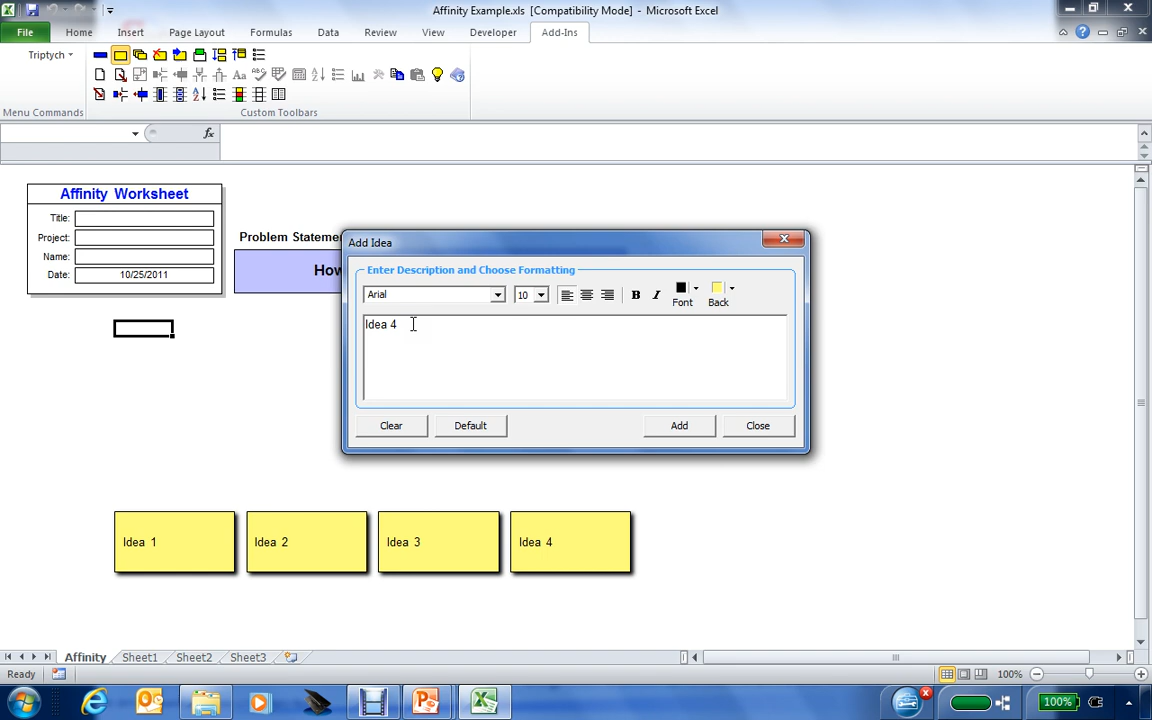 Affinity Example.xls [Compatibility Mode] - Microsoft Excel
File Home Insert Page Layout Formulas Data Review View Developer Add-Ins
Triptych
Aa
Menu Commands
Custom Toolbars
fx
Affinity Worksheet
Title:
Project:
Name:
Date: 10/25/2011
Problem Stateme
How
Add Idea
Enter Description and Choose Formatting
Arial 10 B I Font Back
Idea 4
Clear Default Add Close
Idea 1 Idea 2 Idea 3 Idea 4
Affinity Sheet1 Sheet2 Sheet3
Ready 100%
100%